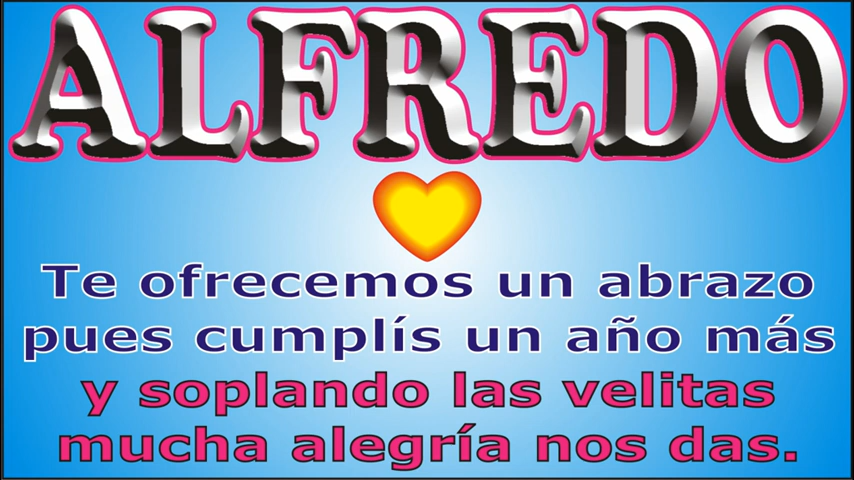 ALFREDO
Te ofrecemos un abrazo
pues cumplís un año más
y soplando las velitas
mucha alegría nos das.